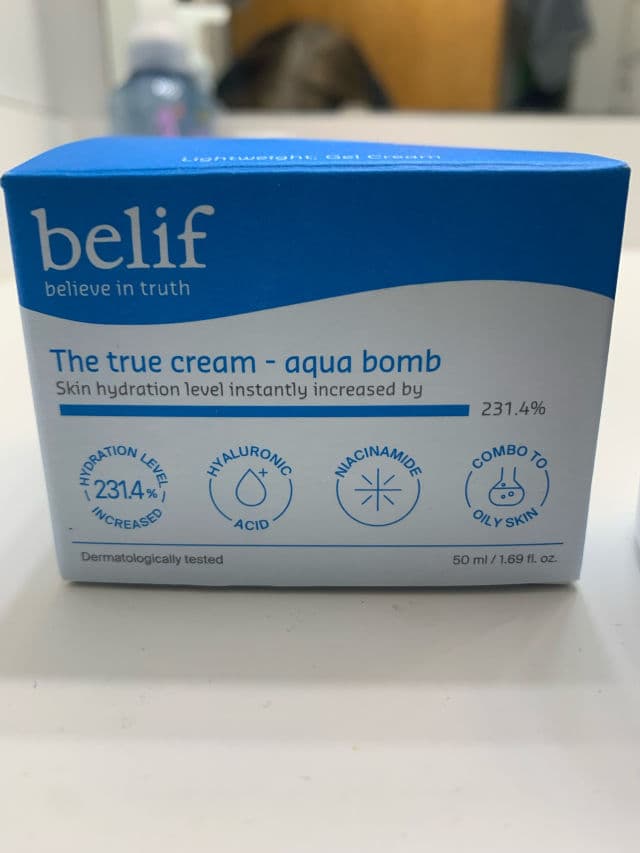 Lightweight, Gel Cream
belif
believe in truth
The true cream - aqua bomb
Skin hydration level instantly increased by
231.4%
HYDRATION LEVEL
231.4%
INCREASED
HYALURONIC
ACID
NIACINAMIDE
COMBO TO
OILY SKIN
Dermatologically tested
50 ml / 1.69 fl. oz.